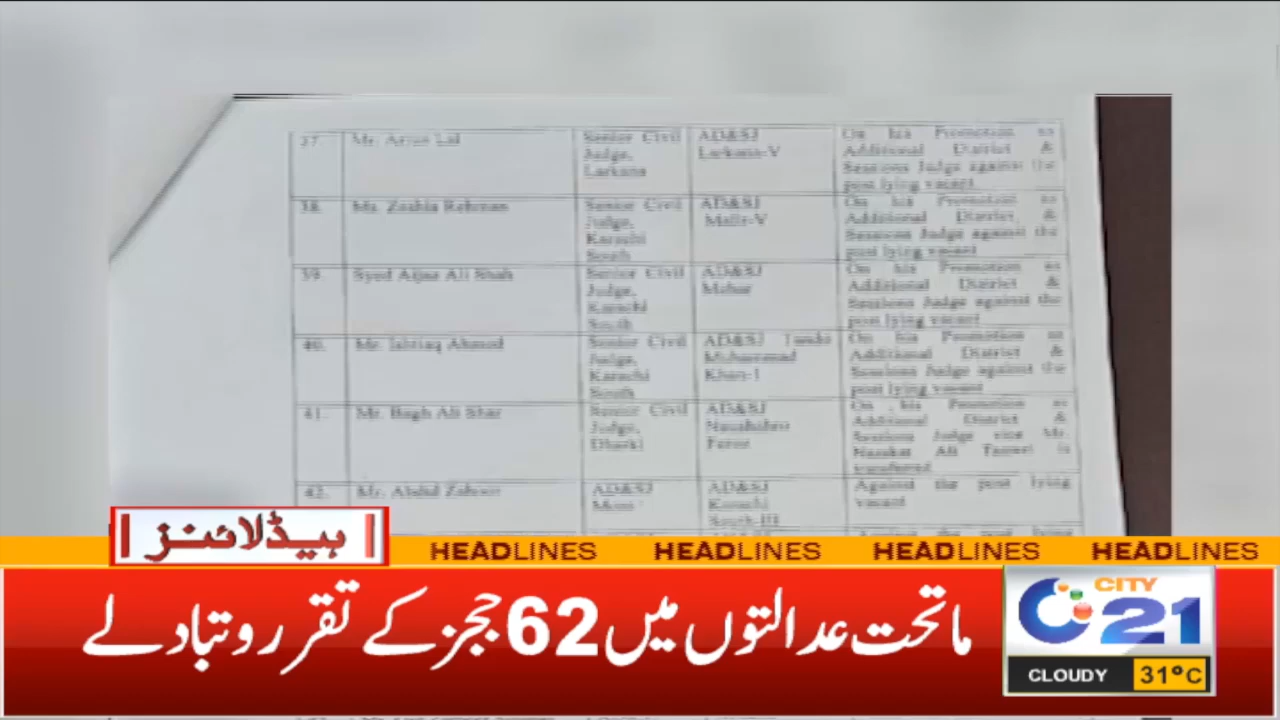 37. Mr. Arjun Lal Senior Civil Judge, Larkana AD&SJ Larkana-V On his Promotion as Additional District & Sessions Judge against the post lying vacant
38. Ms. Rehman Senior Civil Judge, Karachi South AD&SJ Malir-V On his Promotion as Additional District & Sessions Judge against the post lying vacant
39. Syed Aijaz Ali Shah Senior Civil Judge, Karachi South AD&SJ Mehar On his Promotion as Additional District & Sessions Judge against the post lying vacant
40. Mr. Ishtiaq Ahmed Senior Civil Judge, Karachi South AD&SJ Tando Muhammad Khan-I On his Promotion as Additional District & Sessions Judge against the post lying vacant
41. Mr. Bagh Ali Shar Senior Civil Judge, Dharki AD&SJ Naushahro Feroz On his Promotion as Additional District & Sessions Judge vice Mr. Ali transferred
42. Mr. Abdul Zahoor AD&SJ AD&SJ Karachi South-III Against the post lying vacant
ہیڈلائنز
HEADLINES HEADLINES HEADLINES HEADLINES
ماتحت عدالتوں میں 62 ججز کے تقرر و تبادلے
CITY
21
CLOUDY 31°C